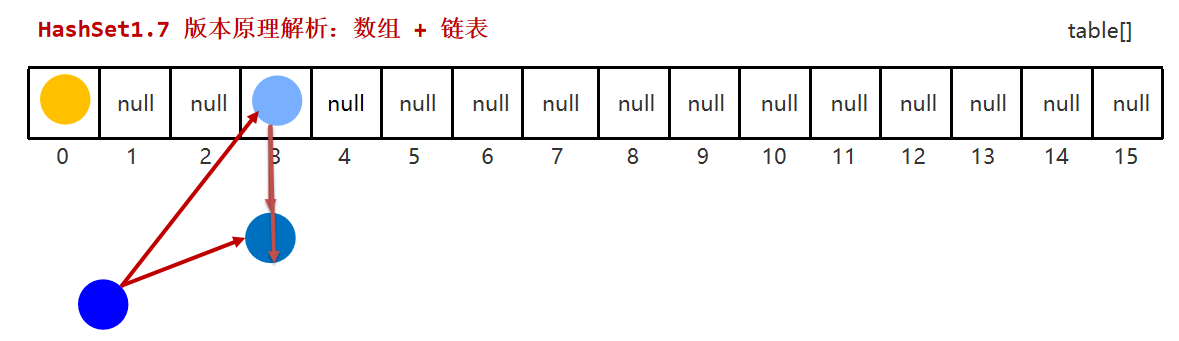 HashSet1.7 版本原理解析：数组 + 链表
table[]
null null null null null null null null null null null null null null
0 1 2 3 4 5 6 7 8 9 10 11 12 13 14 15